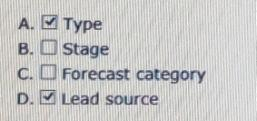 A. ☑ Type
B. ☐ Stage
C. ☐ Forecast category
D. ☑ Lead source